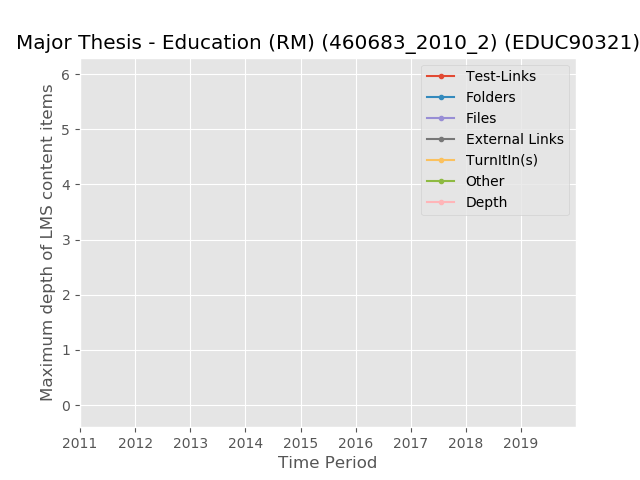 Major Thesis - Education (RM) (460683_2010_2) (EDUC90321)
Maximum depth of LMS content items
6
5
4
3
2
1
0
Test-Links
Folders
Files
External Links
TurnItIn(s)
Other
Depth
2011 2012 2013 2014 2015 2016 2017 2018 2019
Time Period